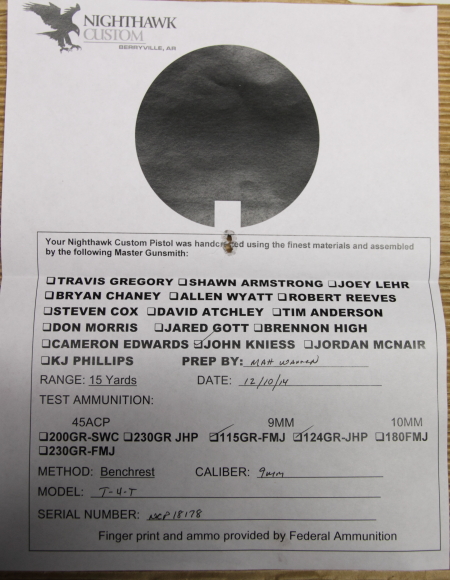 NIGHTHAWK
CUSTOM
BERRYVILLE, AR
Your Nighthawk Custom Pistol was handcrafted using the finest materials and assembled
by the following Master Gunsmith:
❑TRAVIS GREGORY ❑SHAWN ARMSTRONG ❑JOEY LEHR
❑BRYAN CHANEY ❑ALLEN WYATT ❑ROBERT REEVES
❑STEVEN COX ❑DAVID ATCHLEY ❑TIM ANDERSON
❑DON MORRIS ❑JARED GOTT ❑BRENNON HIGH
❑CAMERON EDWARDS ☑JOHN KNIESS ❑JORDAN MCNAIR
❑KJ PHILLIPS PREP BY: Matt Warren
RANGE: 15 Yards DATE: 12/10/14
TEST AMMUNITION:
45ACP 9MM 10MM
❑200GR-SWC ❑230GR JHP ☑115GR-FMJ ☑124GR-JHP ❑180FMJ
❑230GR-FMJ
METHOD: Benchrest CALIBER: 9mm
MODEL: T-4-T
SERIAL NUMBER: NCP18178
Finger print and ammo provided by Federal Ammunition